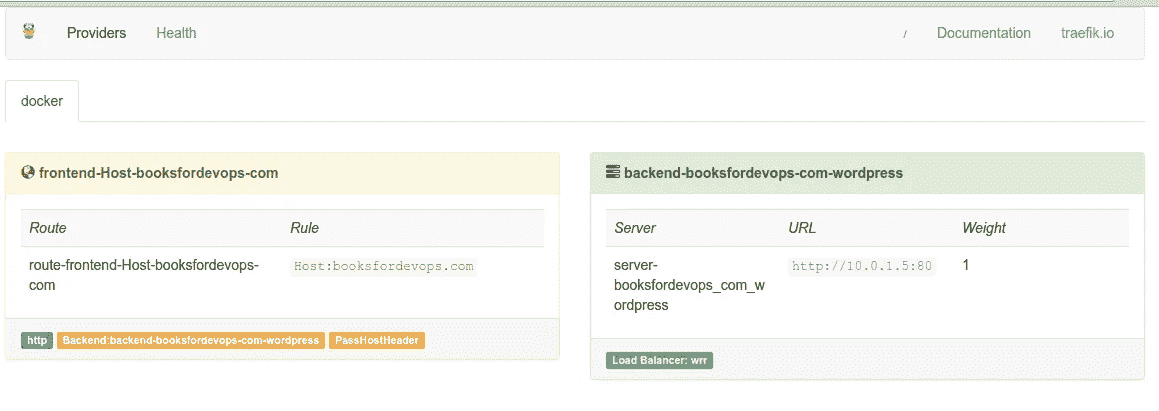 Providers Health / Documentation traefik.io
docker
frontend-Host-booksfordevops-com
Route Rule
route-frontend-Host-booksfordevops- Host:booksfordevops.com
com
http Backend:backend-booksfordevops-com-wordpress PassHostHeader
backend-booksfordevops-com-wordpress
Server URL Weight
server- http://10.0.1.5:80 1
booksfordevops_com_w
ordpress
Load Balancer: wrr